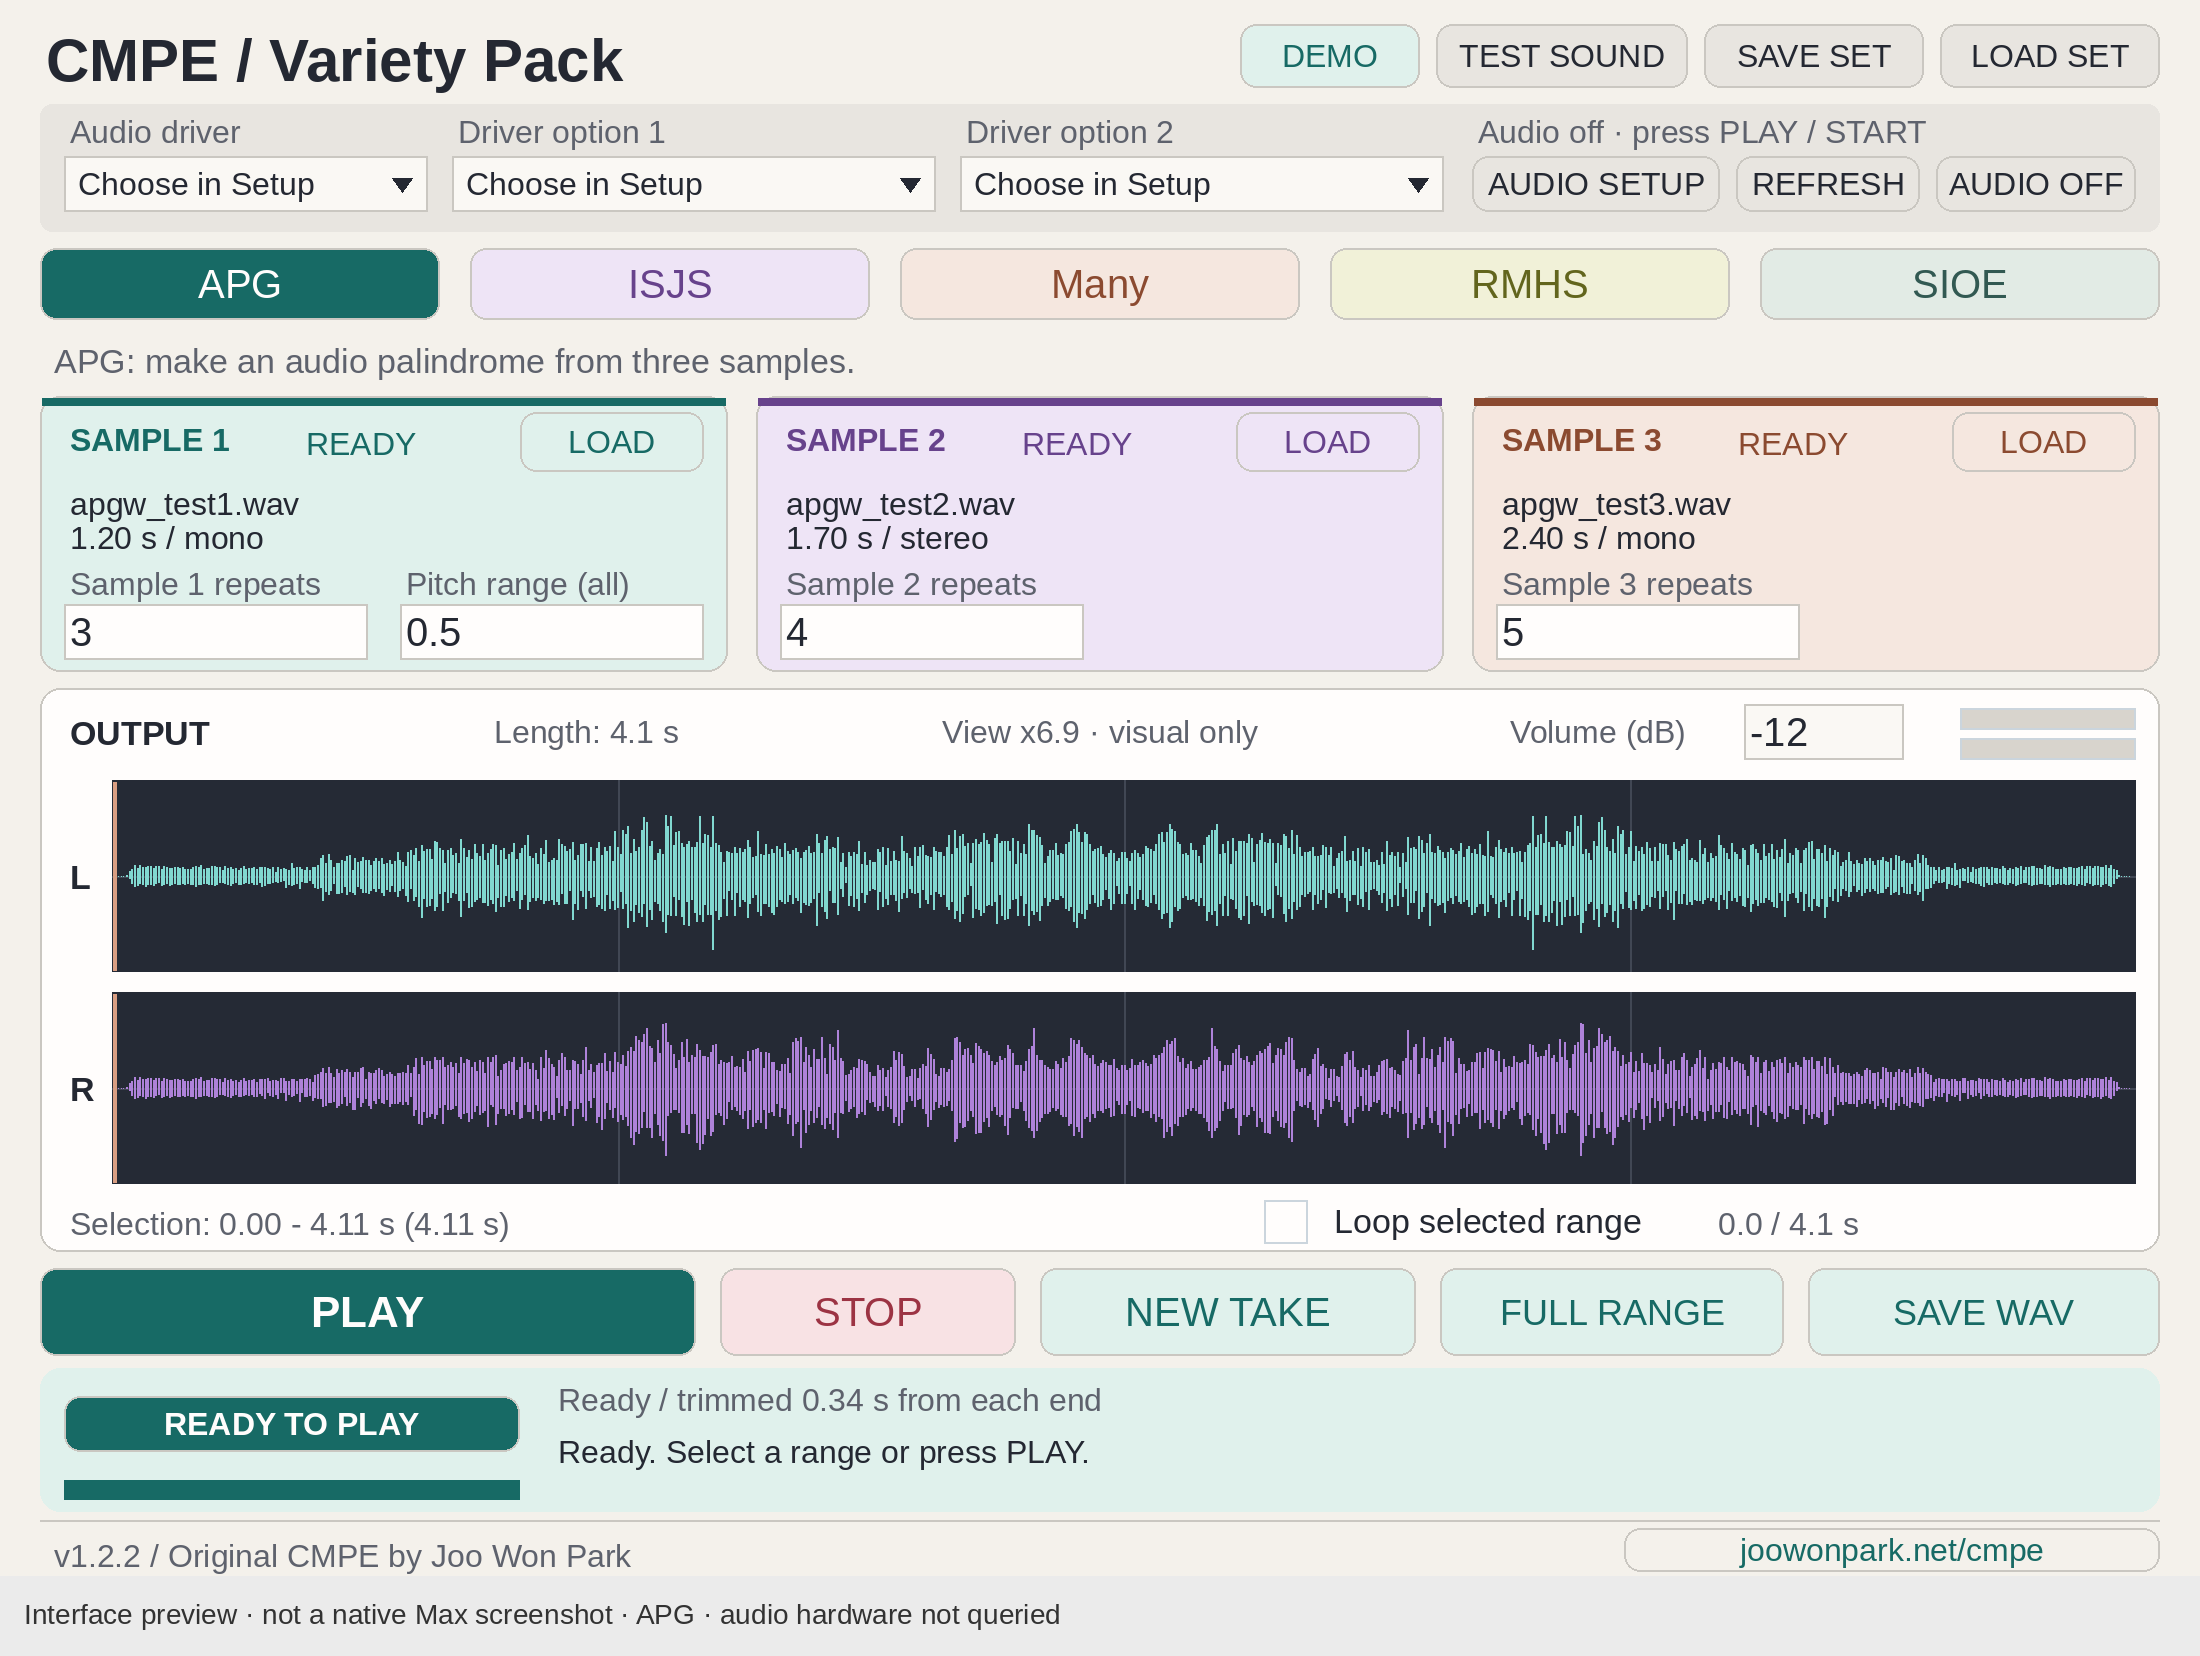 CMPE / Variety Pack
DEMO
TEST SOUND
SAVE SET
LOAD SET
Audio driver
Driver option 1
Driver option 2
Audio off · press PLAY / START
Choose in Setup
Choose in Setup
Choose in Setup
AUDIO SETUP
REFRESH
AUDIO OFF
APG
ISJS
Many
RMHS
SIOE
APG: make an audio palindrome from three samples.
SAMPLE 1
READY
LOAD
apgw_test1.wav
1.20 s / mono
Sample 1 repeats
Pitch range (all)
3
0.5
SAMPLE 2
READY
LOAD
apgw_test2.wav
1.70 s / stereo
Sample 2 repeats
4
SAMPLE 3
READY
LOAD
apgw_test3.wav
2.40 s / mono
Sample 3 repeats
5
OUTPUT
Length: 4.1 s
View x6.9 · visual only
Volume (dB)
-12
L
R
Selection: 0.00 - 4.11 s (4.11 s)
Loop selected range
0.0 / 4.1 s
PLAY
STOP
NEW TAKE
FULL RANGE
SAVE WAV
READY TO PLAY
Ready / trimmed 0.34 s from each end
Ready. Select a range or press PLAY.
v1.2.2 / Original CMPE by Joo Won Park
joowonpark.net/cmpe
Interface preview · not a native Max screenshot · APG · audio hardware not queried